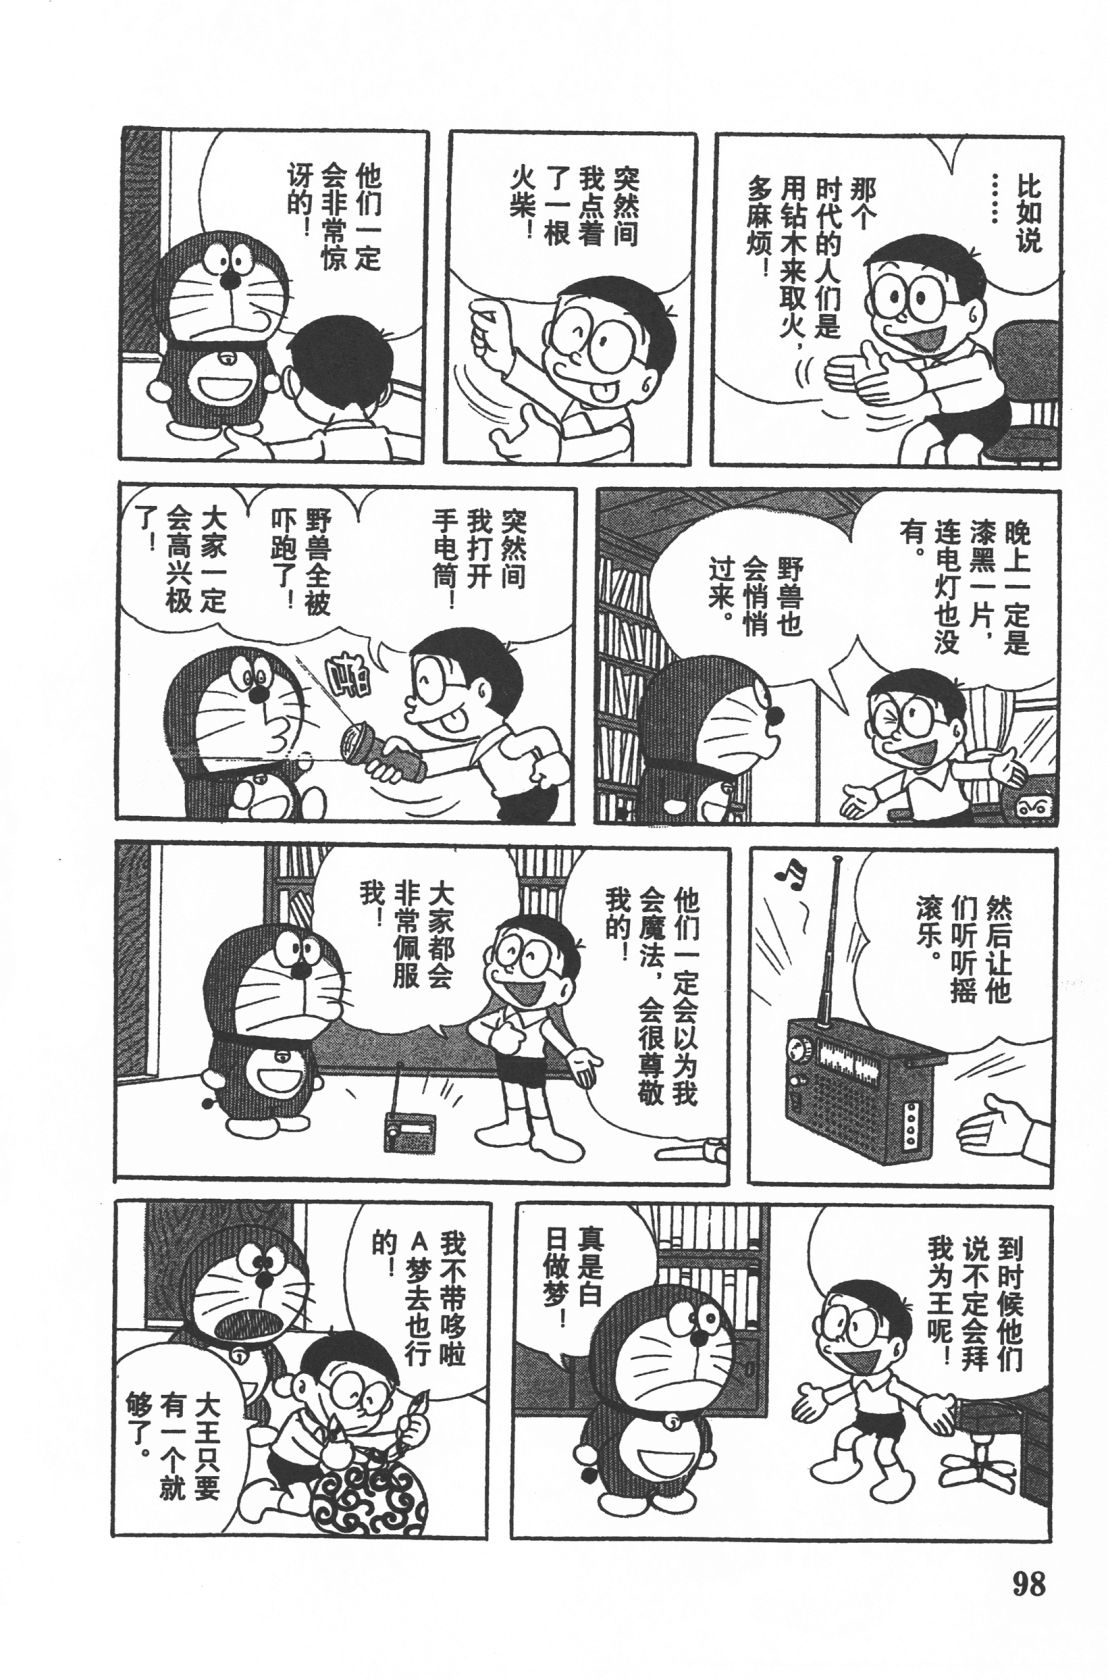 比如说
……
那个
时代的人们是
用钻木来取火，
多麻烦！
突然间
我点着
了一根
火柴！
他们一定
会非常惊
讶的！
晚上一定是
漆黑一片，
连电灯也没
有。
野兽也
会悄悄
过来。
突然间
我打开
手电筒！
野兽全被
吓跑了！
大家一定
会高兴极
了！
啪
然后让他
们听听摇
滚乐。
他们一定会以为我
会魔法，会很尊敬
我的！
大家都会
非常佩服
我！
到时候他们
说不定会拜
我为王呢！
真是白
日做梦！
我不带哆啦
A梦去也行
的！
大王只要
有一个就
够了。
98